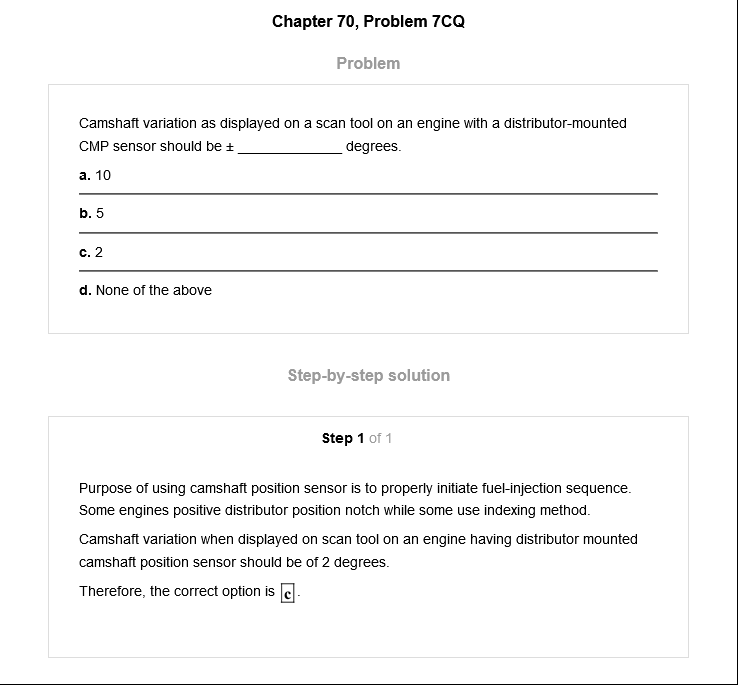 Chapter 70, Problem 7CQ
Problem
Camshaft variation as displayed on a scan tool on an engine with a distributor-mounted
CMP sensor should be ± _____________ degrees.
a. 10
b. 5
c. 2
d. None of the above
Step-by-step solution
Step 1 of 1
Purpose of using camshaft position sensor is to properly initiate fuel-injection sequence.
Some engines positive distributor position notch while some use indexing method.
Camshaft variation when displayed on scan tool on an engine having distributor mounted
camshaft position sensor should be of 2 degrees.
Therefore, the correct option is c.